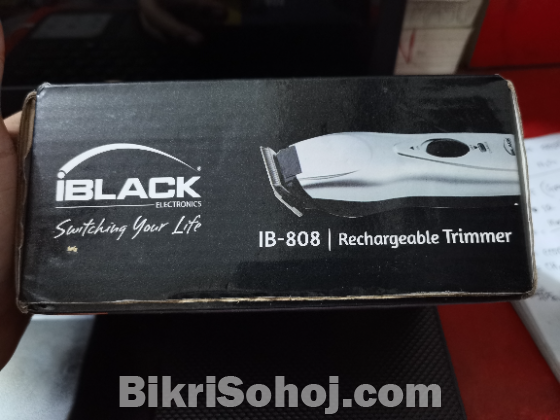 iBLACK
ELECTRONICS
Switching Your Life
IB-808 | Rechargeable Trimmer
BikriSohoj.com